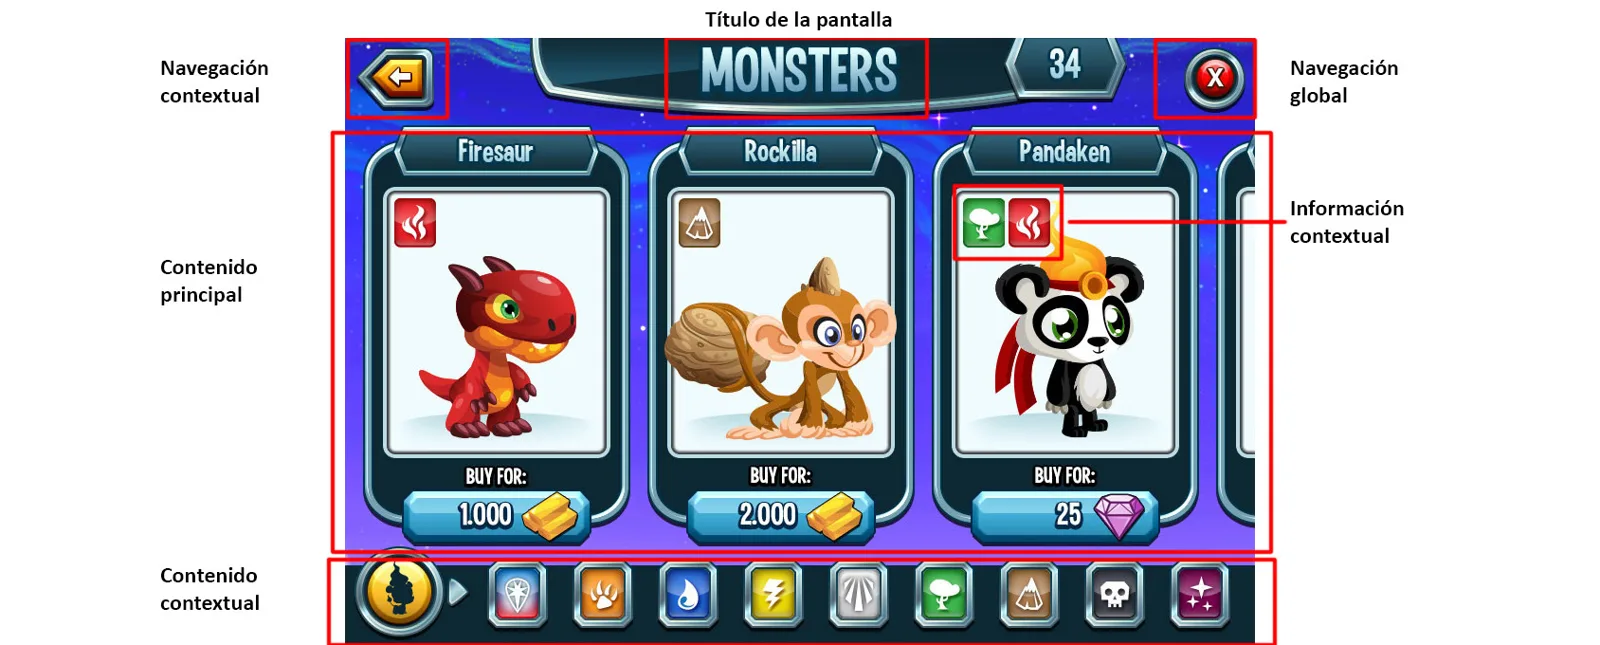 Título de la pantalla
Navegación
contextual
MONSTERS
34
X
Navegación
global
Firesaur
Rockilla
Pandaken
Información
contextual
Contenido
principal
BUY FOR:
BUY FOR:
BUY FOR:
1.000
2.000
25
Contenido
contextual